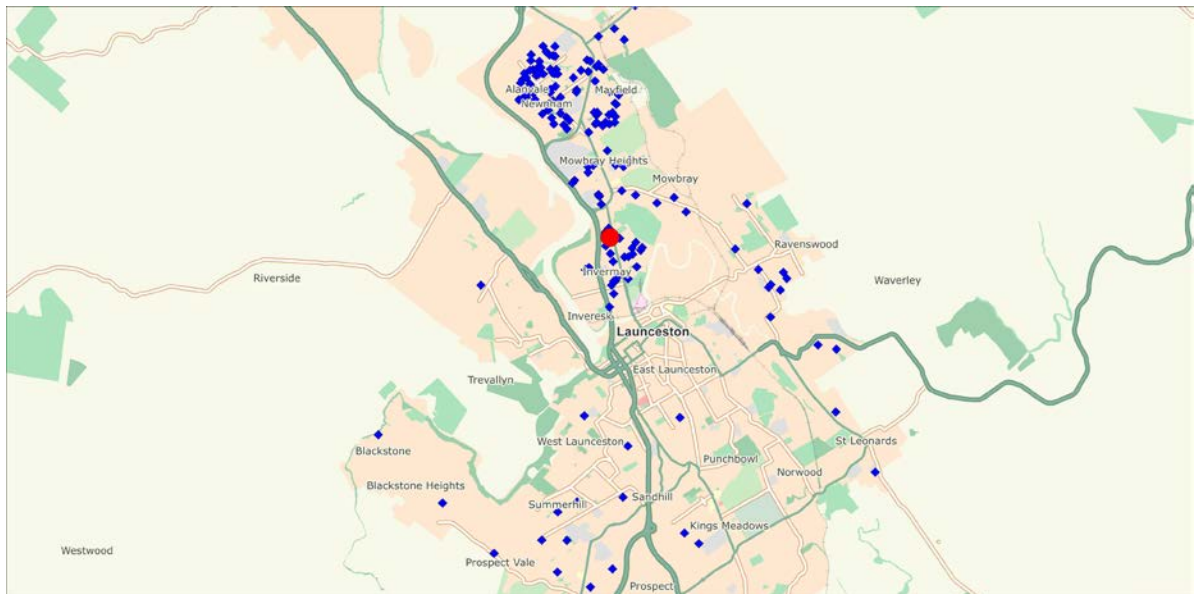 Alanvale
Mayfield
Newnham
Mowbray Heights
Mowbray
Ravenswood
Riverside
Invermay
Waverley
Inveresk
Launceston
East Launceston
Trevallyn
West Launceston
St Leonards
Blackstone
Punchbowl
Norwood
Blackstone Heights
Summerhill
Sandhill
Kings Meadows
Westwood
Prospect Vale
Prospect